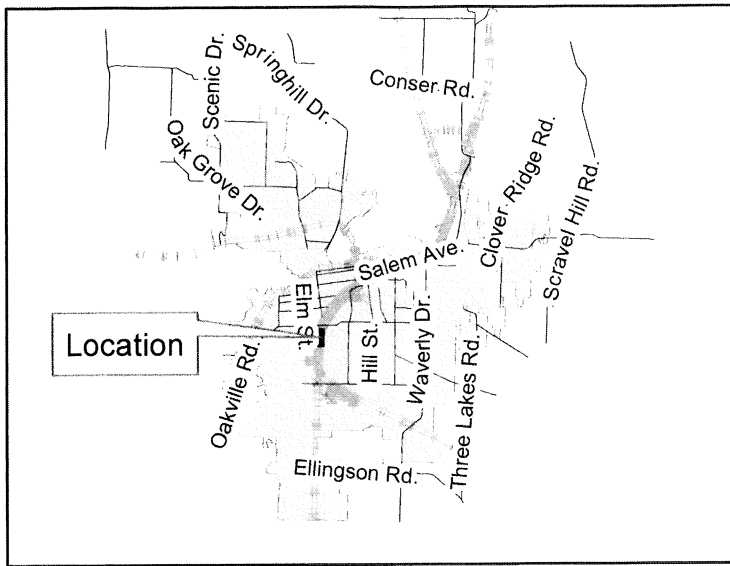 Scenic Dr.
Springhill Dr.
Conser Rd.
Oak Grove Dr.
Clover Ridge Rd.
Scravel Hill Rd.
Salem Ave.
Elm St.
Location
Hill St.
Waverly Dr.
Oakville Rd.
Three Lakes Rd.
Ellingson Rd.